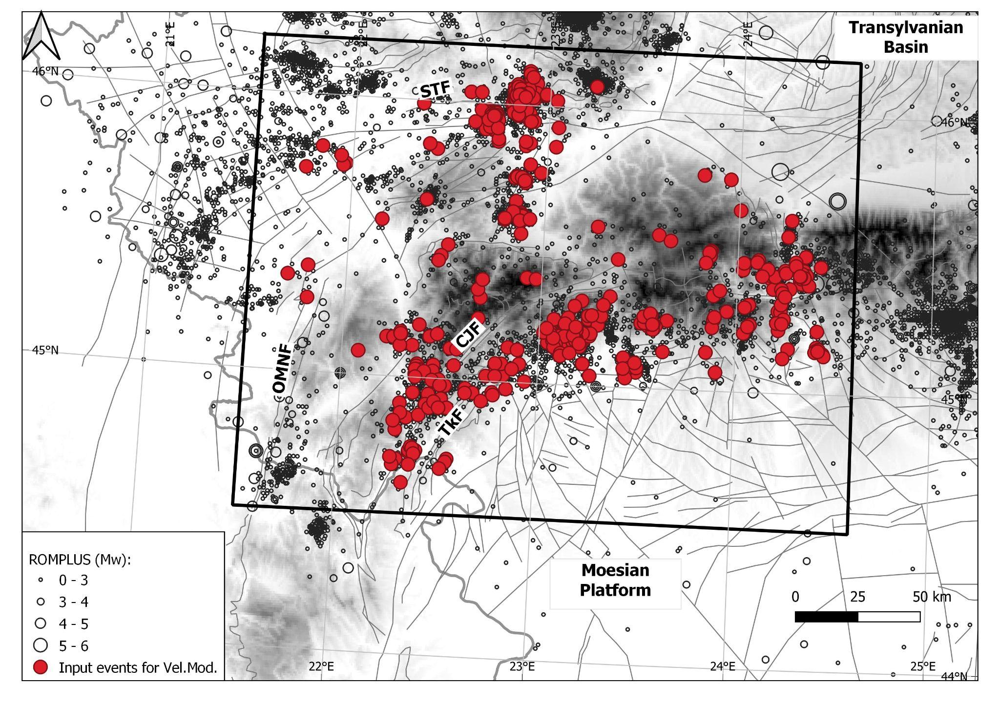 21°E
22°E
23°E
24°E
Transylvanian
Basin
46°N
STF
46°N
CJF
45°N
OMNF
45°N
TkF
ROMPLUS (Mw):
0 - 3
3 - 4
4 - 5
5 - 6
Input events for Vel.Mod.
Moesian
Platform
0 25 50 km
22°E
23°E
24°E
25°E
44°N